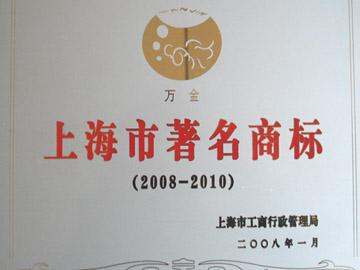 万金
上海市著名商标
(2008-2010)
上海市工商行政管理局
二〇〇八年一月